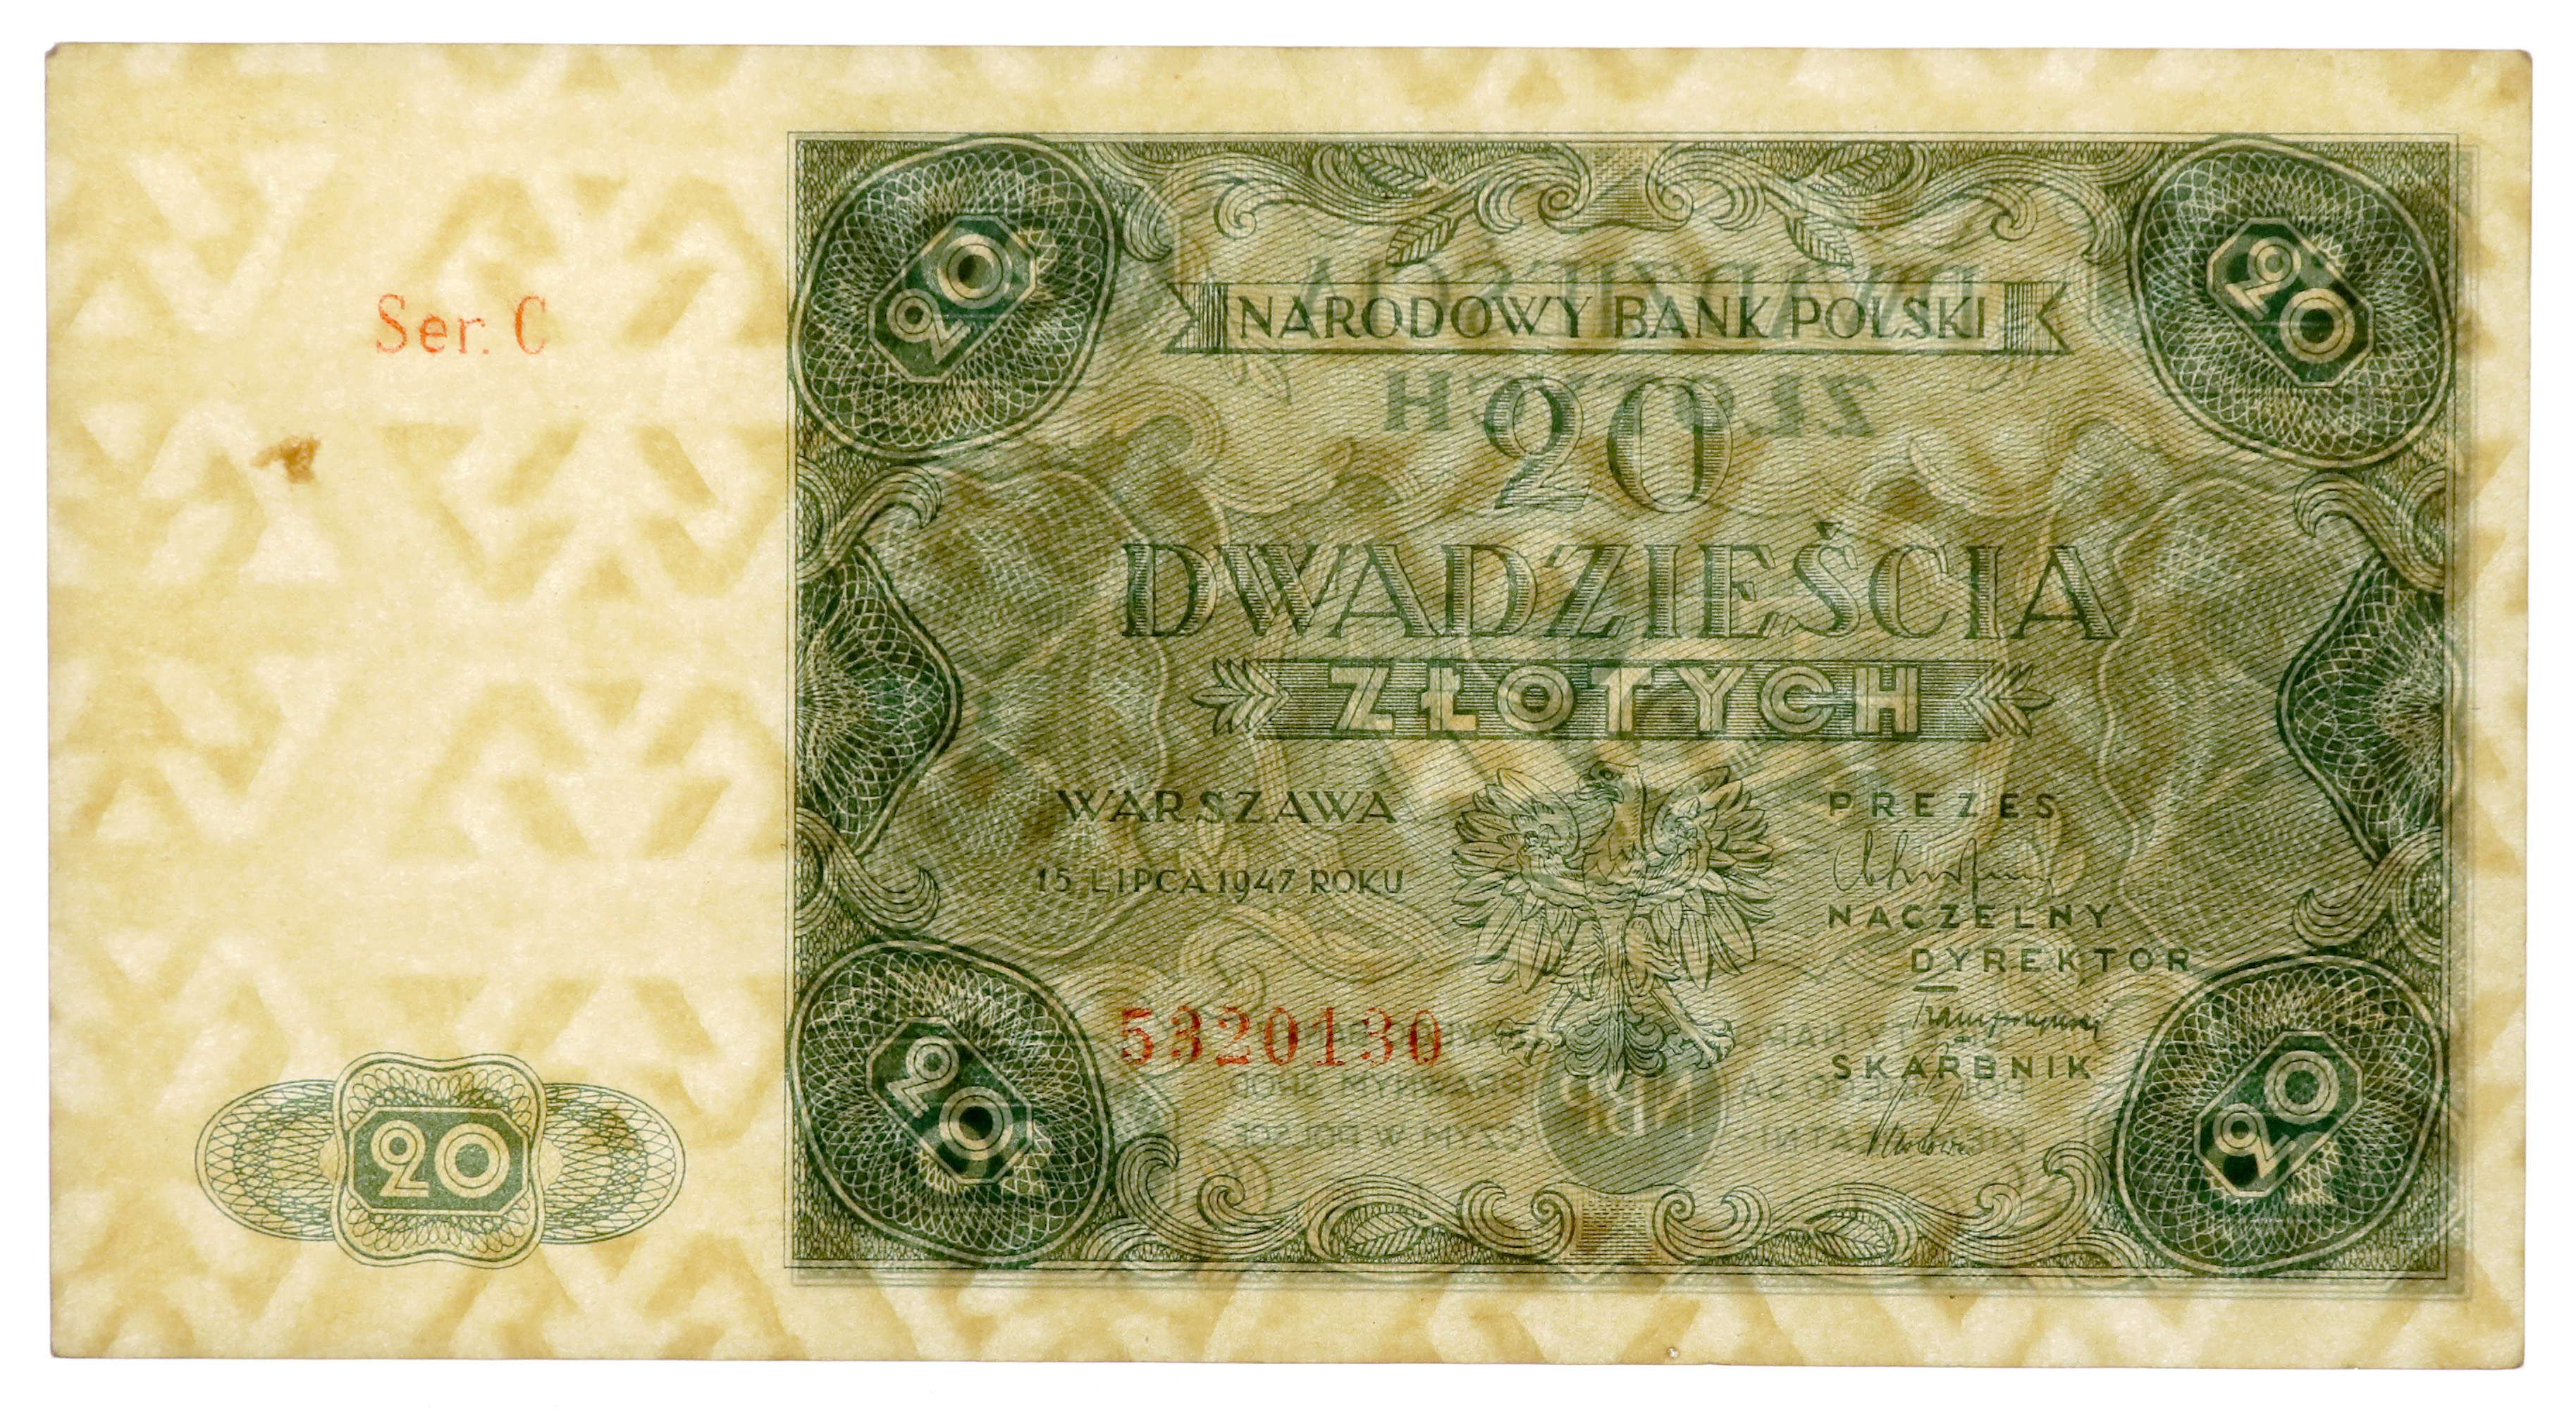 20
20
NARODOWY BANK POLSKI
Ser. C
20
DWADZIEŚCIA
ZŁOTYCH
WARSZAWA
15 LIPCA 1947 ROKU
PREZES
NACZELNY
DYREKTOR
SKARBNIK
5320130
20
20
20